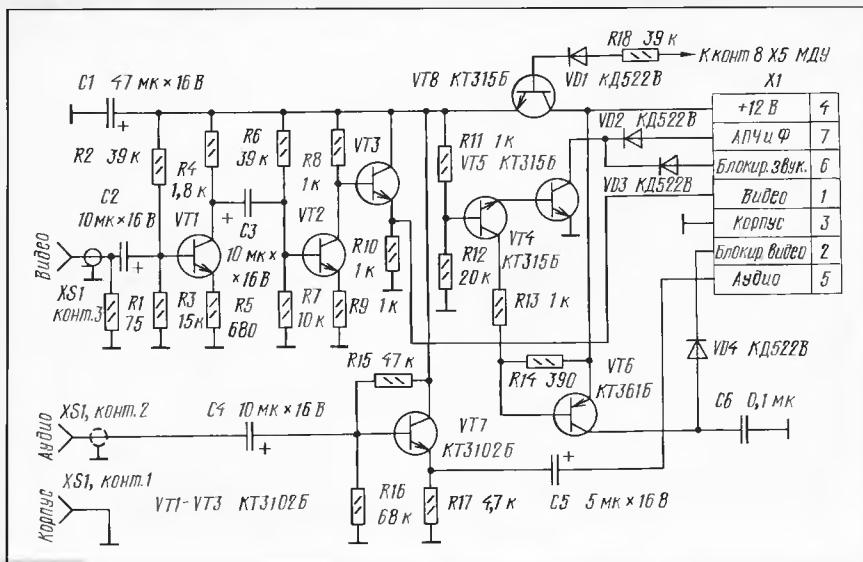 R18 39 к
К конт 8 X5 МДУ
C1 47 мк × 16 В
VT8 КТ315Б
VD1 КД522В
X1
+12 В 4
АПЧ и Ф 7
Блокир. звук. 6
Видео 1
Корпус 3
Блокир. видео 2
Аудио 5
VD2 КД522В
VD3 КД522В
R2 39 к
R4
1,8 к
R6
39 к
R8
1 к
VT3
R11 1 к
VT5 КТ315Б
C2
10 мк × 16 В
VT1
C3
10 мк ×
× 16 В
VT2
R10
1 к
VT4
КТ315Б
R12
20 к
Видео
XS1
конт.3
R1
75
R3
15 к
R5
680
R7
10 к
R9 1 к
R13 1 к
R15 47 к
R14 390
VT6
КТ361Б
VD4 КД522В
C6 0,1 мк
Аудио
XS1, конт.2
C4 10 мк × 16 В
VT7
КТ3102Б
Корпус
XS1, конт.1
VT1-VT3 КТ3102Б
R16
68 к
R17 4,7 к
C5 5 мк × 16 В